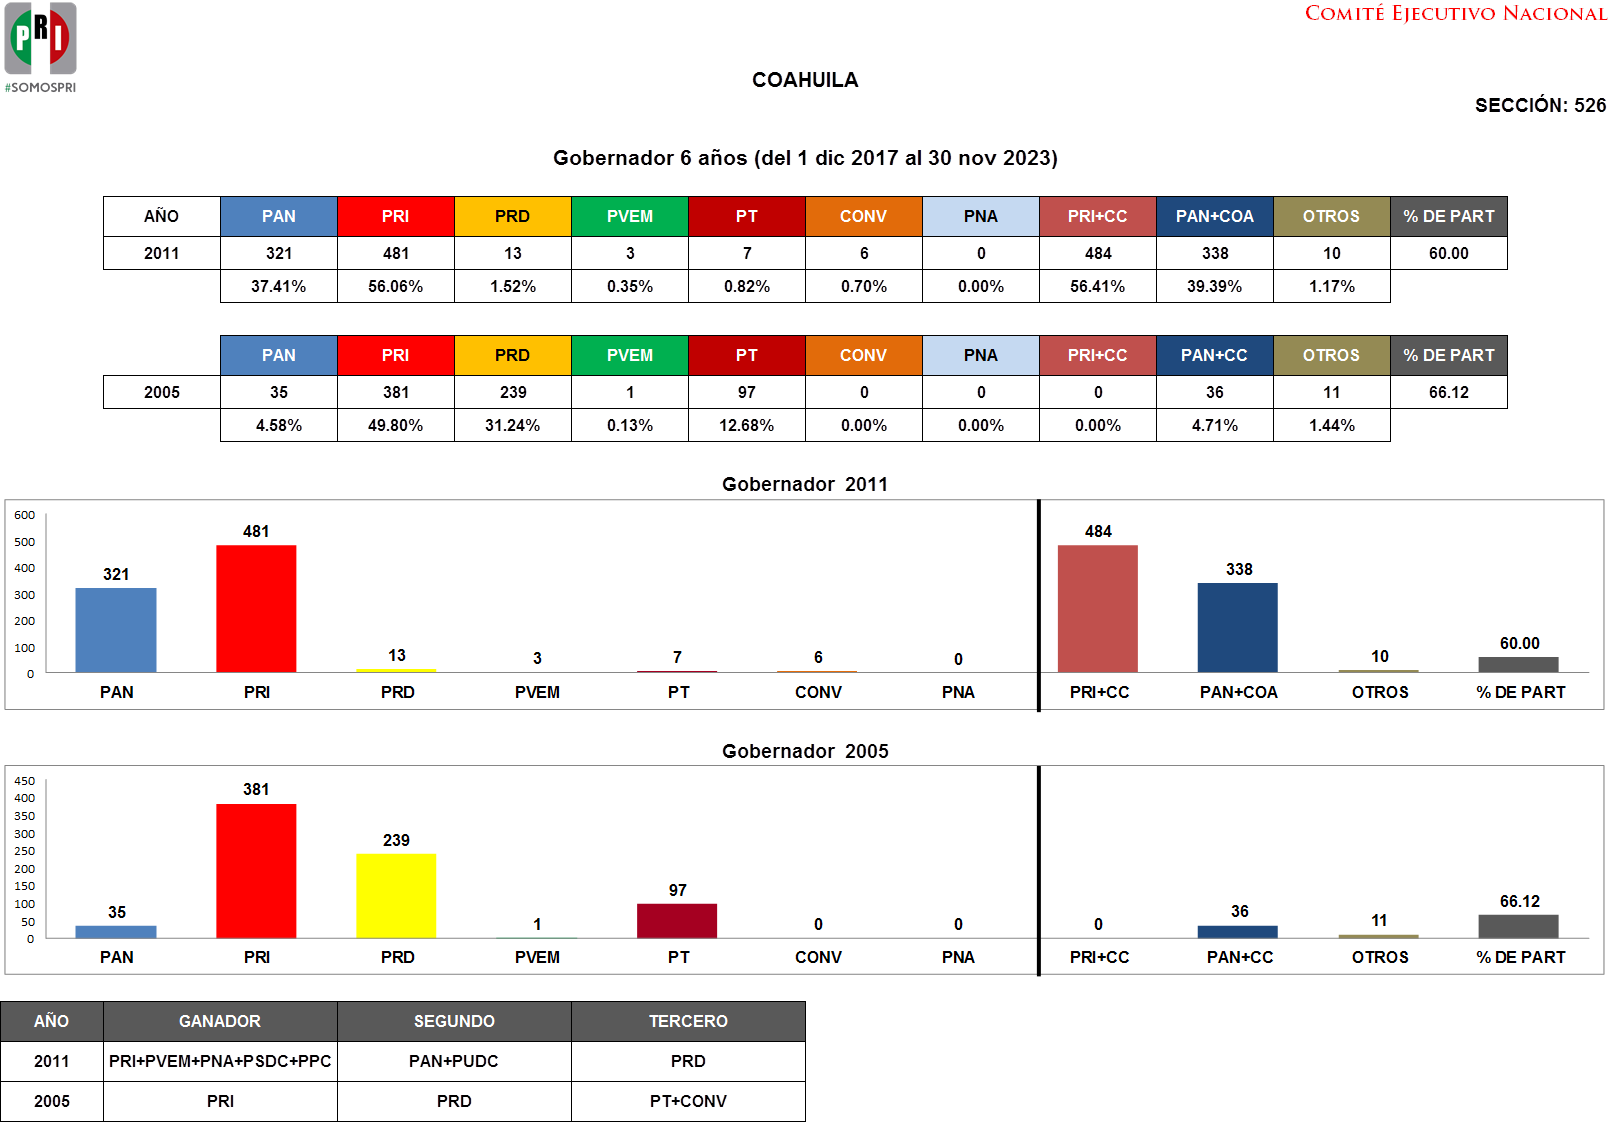 PRI
#SOMOSPRI
COMITÉ EJECUTIVO NACIONAL
COAHUILA
SECCIÓN: 526
Gobernador 6 años (del 1 dic 2017 al 30 nov 2023)
AÑO PAN PRI PRD PVEM PT CONV PNA PRI+CC PAN+COA OTROS % DE PART
2011 321 481 13 3 7 6 0 484 338 10 60.00
37.41% 56.06% 1.52% 0.35% 0.82% 0.70% 0.00% 56.41% 39.39% 1.17%
PAN PRI PRD PVEM PT CONV PNA PRI+CC PAN+CC OTROS % DE PART
2005 35 381 239 1 97 0 0 0 36 11 66.12
4.58% 49.80% 31.24% 0.13% 12.68% 0.00% 0.00% 0.00% 4.71% 1.44%
Gobernador 2011
600
500
400
300
200
100
0
321 481 13 3 7 6 0 484 338 10 60.00
PAN PRI PRD PVEM PT CONV PNA PRI+CC PAN+COA OTROS % DE PART
Gobernador 2005
450
400
350
300
250
200
150
100
50
0
35 381 239 1 97 0 0 0 36 11 66.12
PAN PRI PRD PVEM PT CONV PNA PRI+CC PAN+CC OTROS % DE PART
AÑO GANADOR SEGUNDO TERCERO
2011 PRI+PVEM+PNA+PSDC+PPC PAN+PUDC PRD
2005 PRI PRD PT+CONV